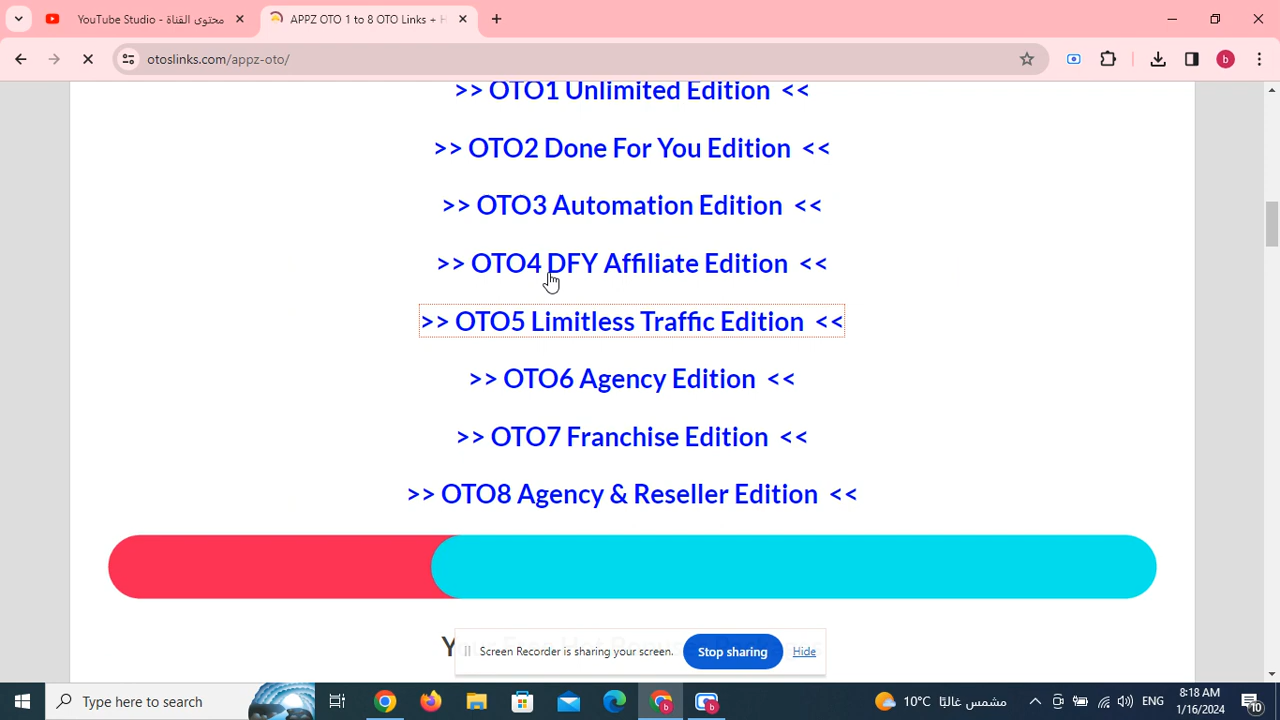 YouTube Studio - محتوى القناة
APPZ OTO 1 to 8 OTO Links + H
otoslinks.com/appz-oto/
b
>> OTO1 Unlimited Edition <<
>> OTO2 Done For You Edition <<
>> OTO3 Automation Edition <<
>> OTO4 DFY Affiliate Edition <<
>> OTO5 Limitless Traffic Edition <<
>> OTO6 Agency Edition <<
>> OTO7 Franchise Edition <<
>> OTO8 Agency & Reseller Edition <<
Screen Recorder is sharing your screen.
Stop sharing
Hide
Type here to search
10°C مشمس غالبًا
ENG
8:18 AM
1/16/2024
10